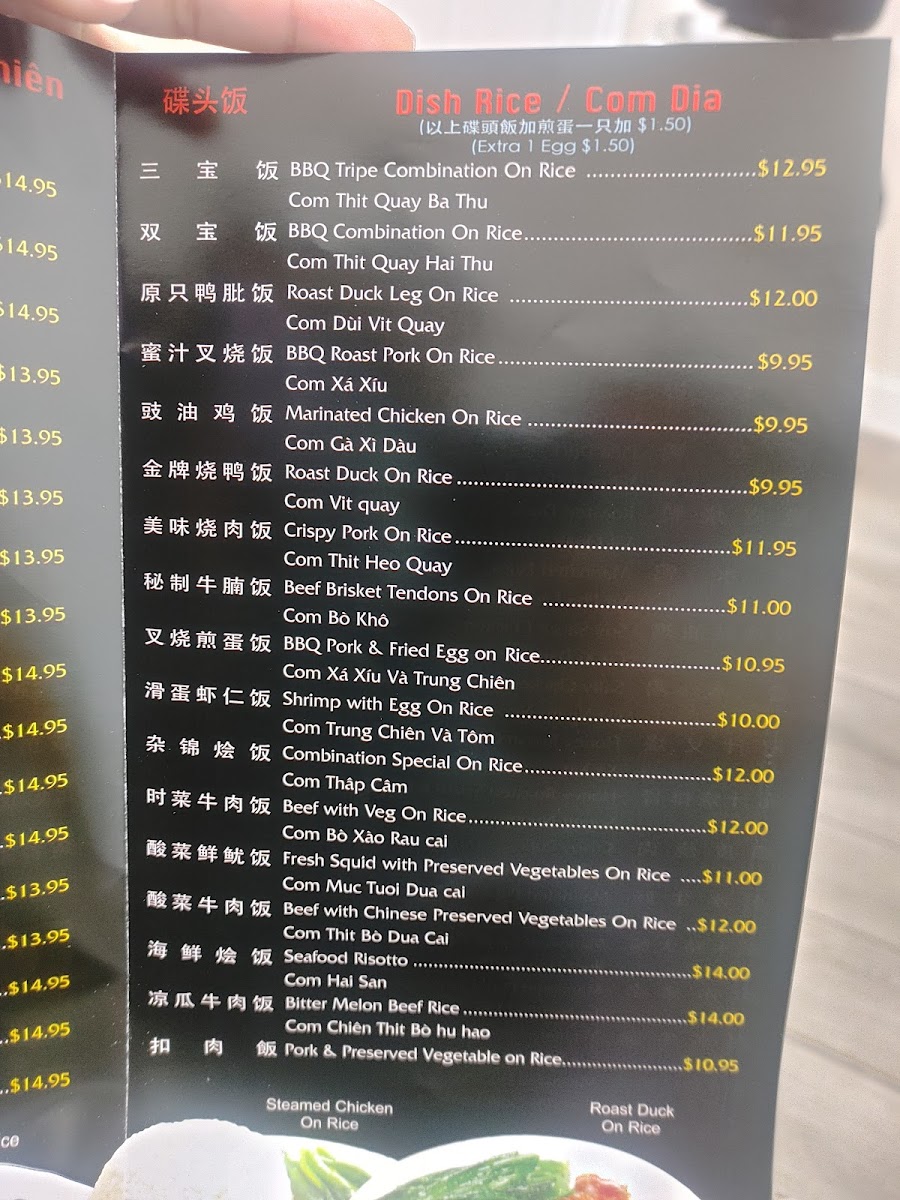 hiên
$14.95
$14.95
$14.95
$13.95
$13.95
$13.95
$13.95
$13.95
$14.95
.$14.95
.$14.95
..$14.95
..$13.95
..$13.95
..$14.95
..$14.95
..$14.95
碟头饭 Dish Rice / Com Dia
(以上碟頭飯加煎蛋一只加 $1.50)
(Extra 1 Egg $1.50)
三宝饭 BBQ Tripe Combination On Rice ........................$12.95
Com Thit Quay Ba Thu
双宝饭 BBQ Combination On Rice................................$11.95
Com Thit Quay Hai Thu
原只鸭肶饭 Roast Duck Leg On Rice ..................................$12.00
Com Dùi Vit Quay
蜜汁叉烧饭 BBQ Roast Pork On Rice....................................$9.95
Com Xá Xíu
豉油鸡饭 Marinated Chicken On Rice ................................$9.95
Com Gà Xì Dàu
金牌烧鸭饭 Roast Duck On Rice..........................................$9.95
Com Vit quay
美味烧肉饭 Crispy Pork On Rice........................................$11.95
Com Thit Heo Quay
秘制牛腩饭 Beef Brisket Tendons On Rice ..........................$11.00
Com Bò Khô
叉烧煎蛋饭 BBQ Pork & Fried Egg on Rice..........................$10.95
Com Xá Xíu Và Trung Chiên
滑蛋虾仁饭 Shrimp with Egg On Rice ................................$10.00
Com Trung Chiên Và Tôm
杂锦烩饭 Combination Special On Rice............................$12.00
Com Thâp Câm
时菜牛肉饭 Beef with Veg On Rice....................................$12.00
Com Bò Xào Rau cai
酸菜鲜鱿饭 Fresh Squid with Preserved Vegetables On Rice ....$11.00
Com Muc Tuoi Dua cai
酸菜牛肉饭 Beef with Chinese Preserved Vegetables On Rice ..$12.00
Com Thit Bò Dua Cai
海鲜烩饭 Seafood Risotto ..............................................$14.00
Com Hai San
凉瓜牛肉饭 Bitter Melon Beef Rice....................................$14.00
Com Chiên Thit Bò hu hao
扣肉飯 Pork & Preserved Vegetable on Rice....................$10.95
Steamed Chicken
On Rice
Roast Duck
On Rice